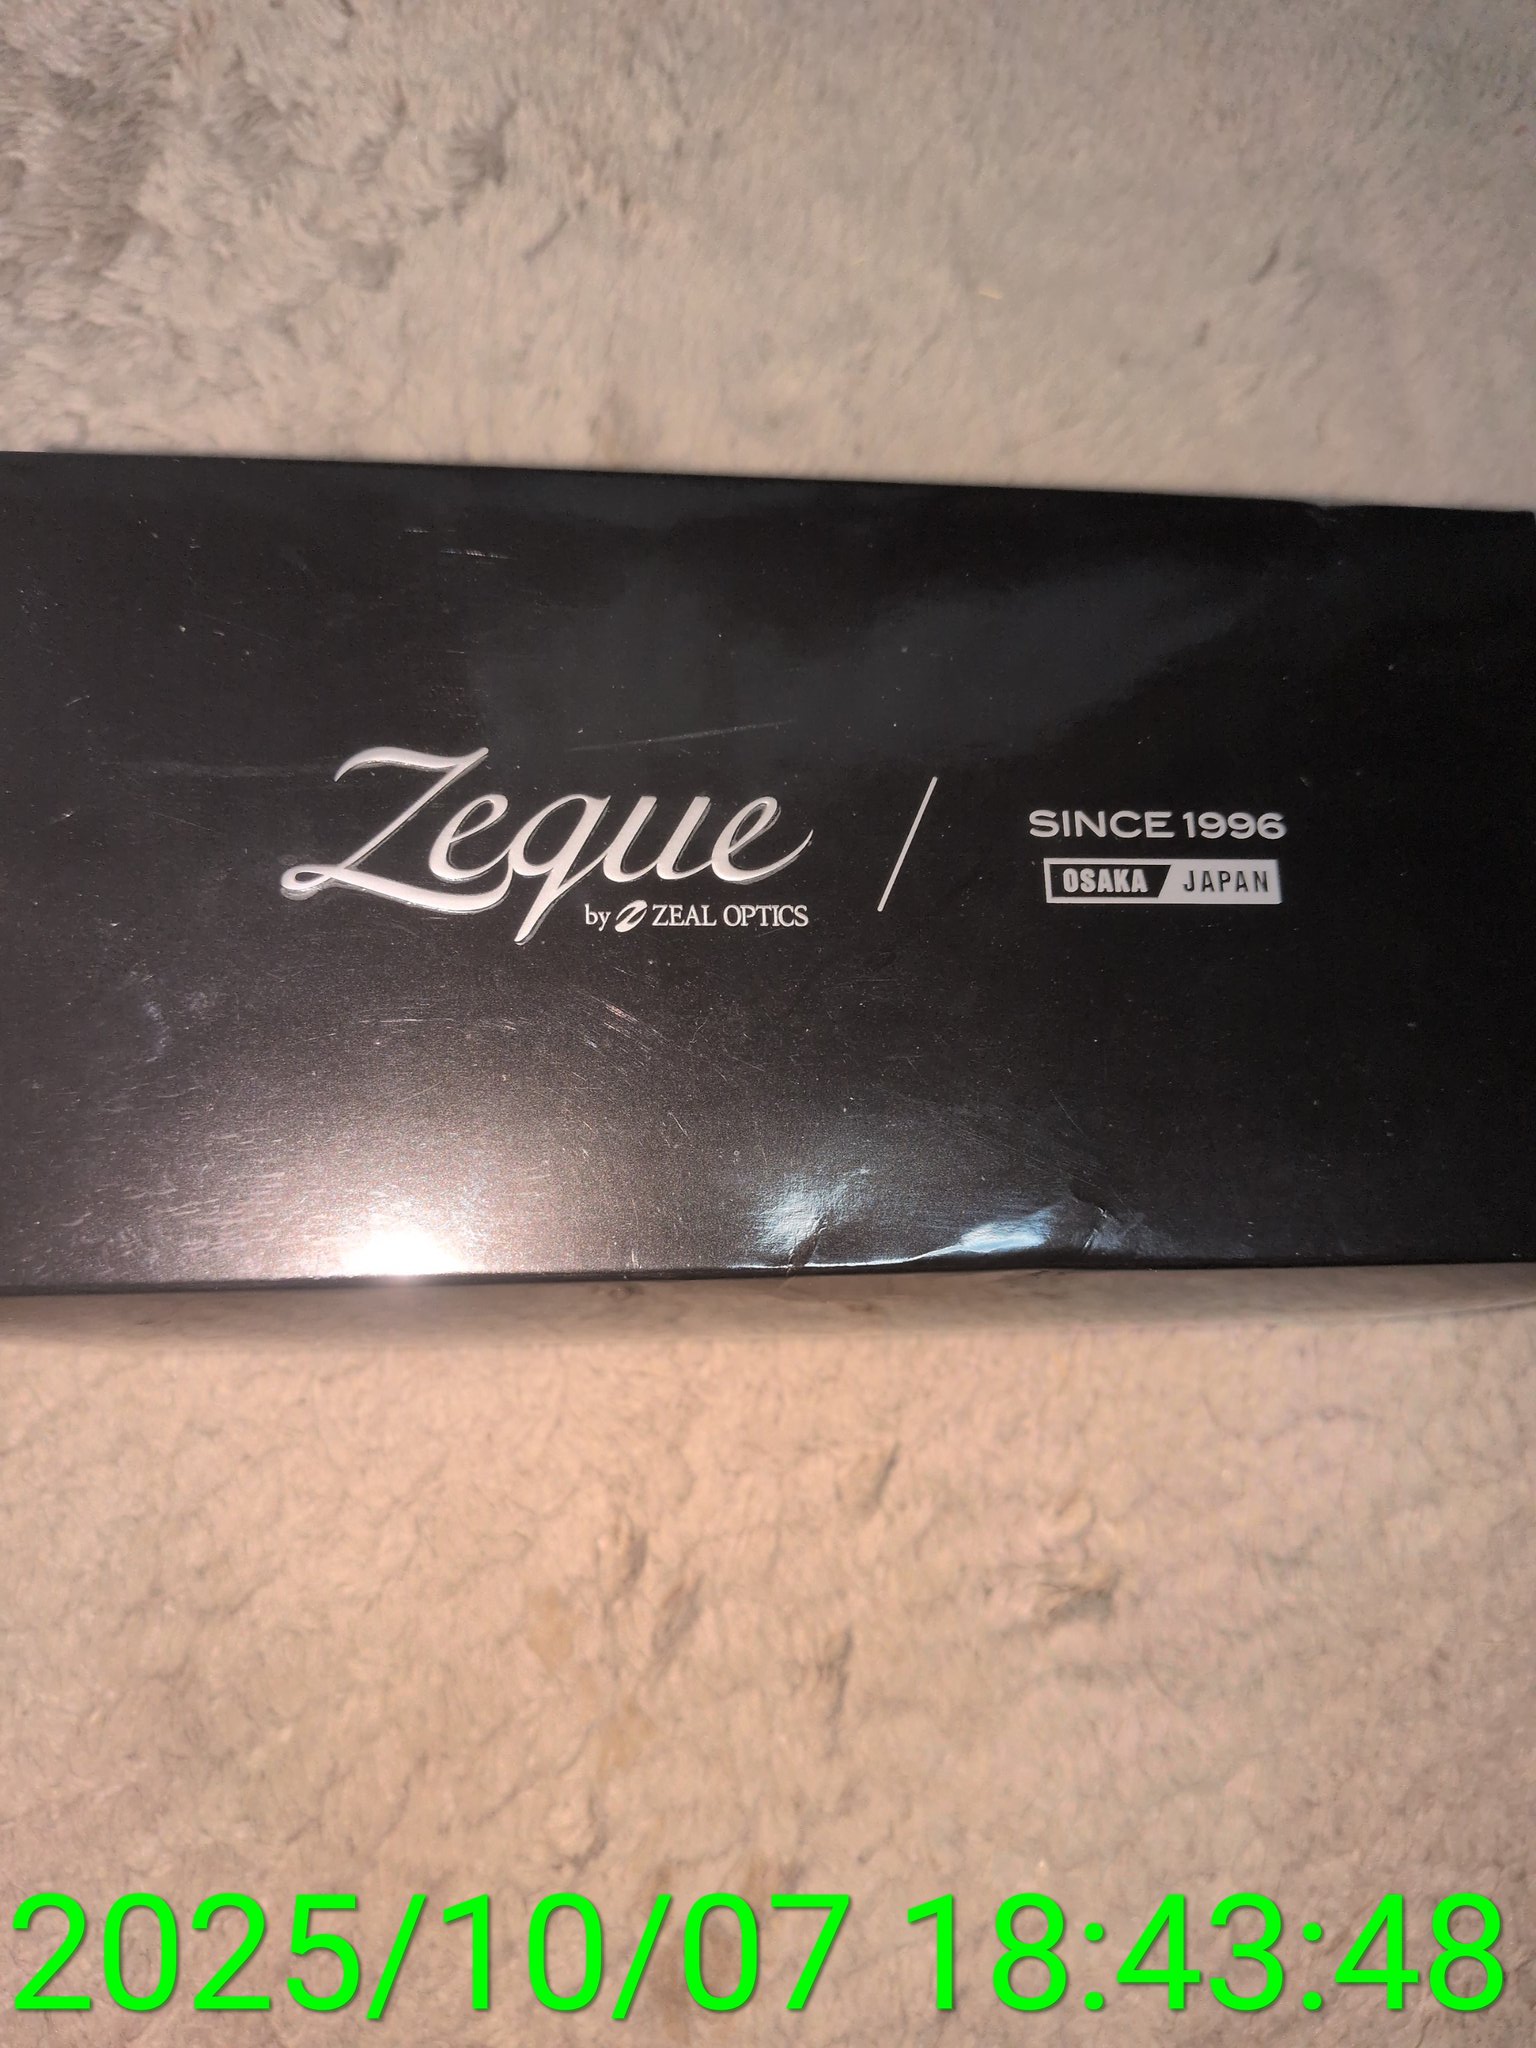 Zeque
by ZEAL OPTICS
SINCE 1996
OSAKA JAPAN
2025/10/07 18:43:48